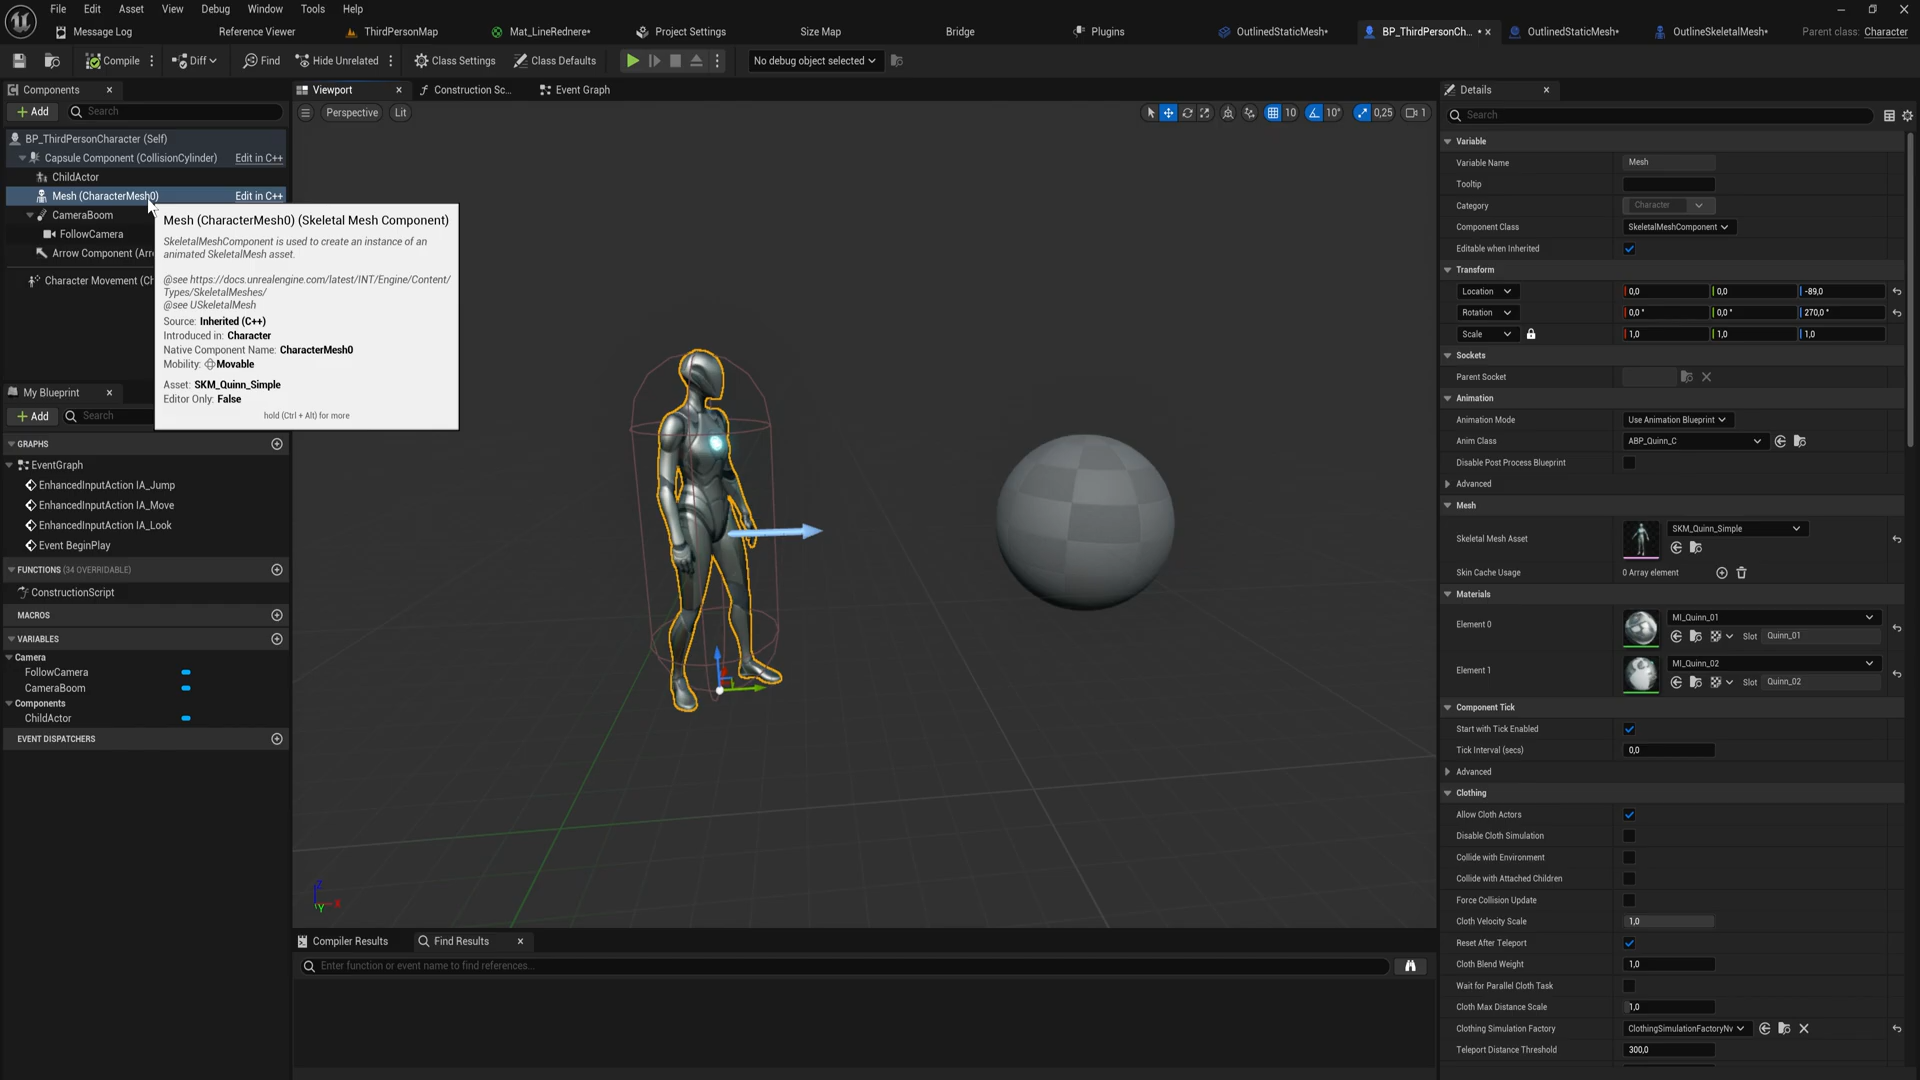 File Edit Asset View Debug Window Tools Help
Message Log Reference Viewer ThirdPersonMap Mat_LineRednere* Project Settings Size Map Bridge Plugins OutlinedStaticMesh* BP_ThirdPersonCh... • OutlinedStaticMesh* OutlineSkeletalMesh* Parent class: Character
Compile Diff Find Hide Unrelated Class Settings Class Defaults No debug object selected
Components
Add Search
BP_ThirdPersonCharacter (Self)
Capsule Component (CollisionCylinder) Edit in C++
ChildActor
Mesh (CharacterMesh0) Edit in C++
CameraBoom
FollowCamera
Arrow Component (Arr
Character Movement (Ch
Mesh (CharacterMesh0) (Skeletal Mesh Component)
SkeletalMeshComponent is used to create an instance of an
animated SkeletalMesh asset.
@see https://docs.unrealengine.com/latest/INT/Engine/Content/
Types/SkeletalMeshes/
@see USkeletalMesh
Source: Inherited (C++)
Introduced in: Character
Native Component Name: CharacterMesh0
Mobility: Movable
Asset: SKM_Quinn_Simple
Editor Only: False
hold (Ctrl + Alt) for more
My Blueprint
Add Search
GRAPHS
EventGraph
EnhancedInputAction IA_Jump
EnhancedInputAction IA_Move
EnhancedInputAction IA_Look
Event BeginPlay
FUNCTIONS (34 OVERRIDABLE)
ConstructionScript
MACROS
VARIABLES
Camera
FollowCamera
CameraBoom
Components
ChildActor
EVENT DISPATCHERS
Viewport Construction Sc... Event Graph
Perspective Lit 10 10° 0,25 1
Z
X
Y
Compiler Results Find Results
Enter function or event name to find references...
Details
Search
Variable
Variable Name Mesh
Tooltip
Category Character
Component Class SkeletalMeshComponent
Editable when Inherited
Transform
Location 0,0 0,0 -89,0
Rotation 0,0 ° 0,0 ° 270,0 °
Scale 1,0 1,0 1,0
Sockets
Parent Socket
Animation
Animation Mode Use Animation Blueprint
Anim Class ABP_Quinn_C
Disable Post Process Blueprint
Advanced
Mesh
Skeletal Mesh Asset SKM_Quinn_Simple
Skin Cache Usage 0 Array element
Materials
Element 0 MI_Quinn_01
Slot Quinn_01
Element 1 MI_Quinn_02
Slot Quinn_02
Component Tick
Start with Tick Enabled
Tick Interval (secs) 0,0
Advanced
Clothing
Allow Cloth Actors
Disable Cloth Simulation
Collide with Environment
Collide with Attached Children
Force Collision Update
Cloth Velocity Scale 1,0
Reset After Teleport
Cloth Blend Weight 1,0
Wait for Parallel Cloth Task
Cloth Max Distance Scale 1,0
Clothing Simulation Factory ClothingSimulationFactoryNv
Teleport Distance Threshold 300,0